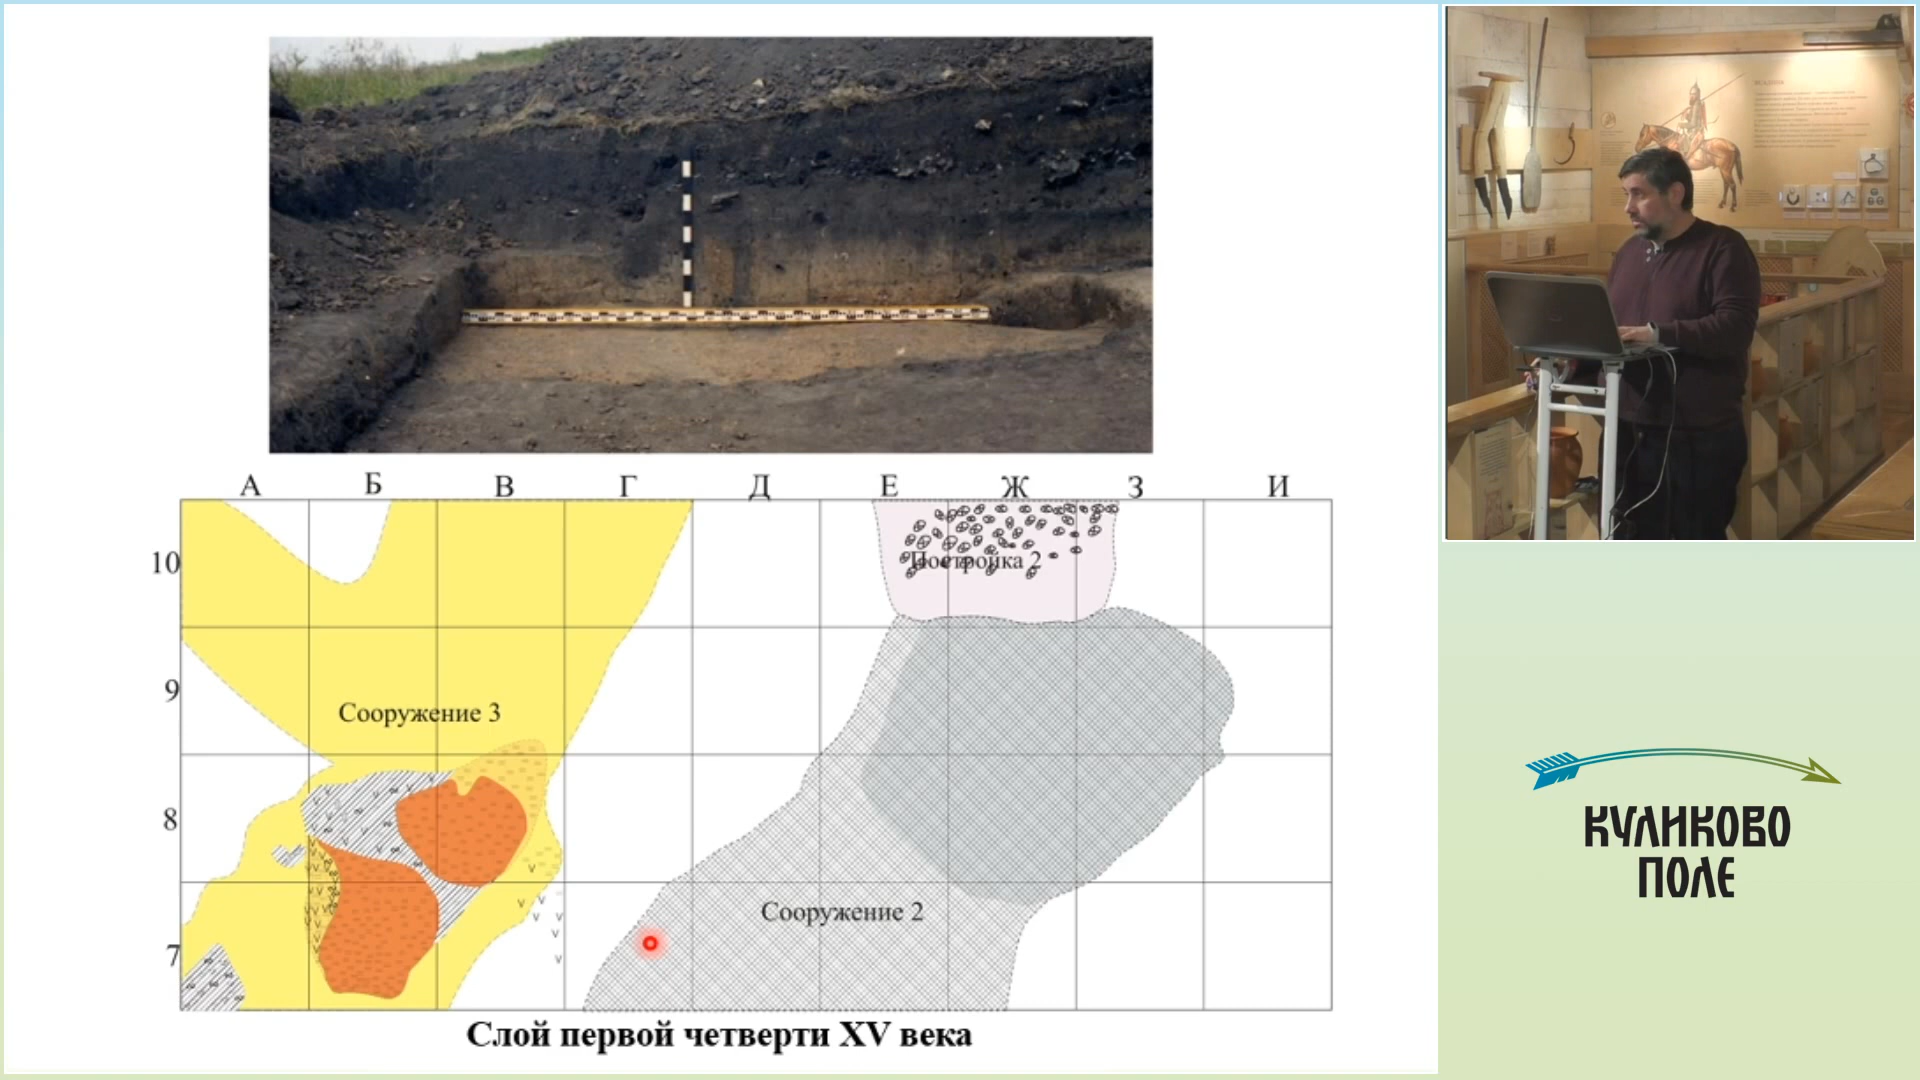 А Б В Г Д Е Ж З И
10
Постройка 2
9
Сооружение 3
8
Сооружение 2
7
Слой первой четверти XV века
КУЛИКОВО
ПОЛЕ